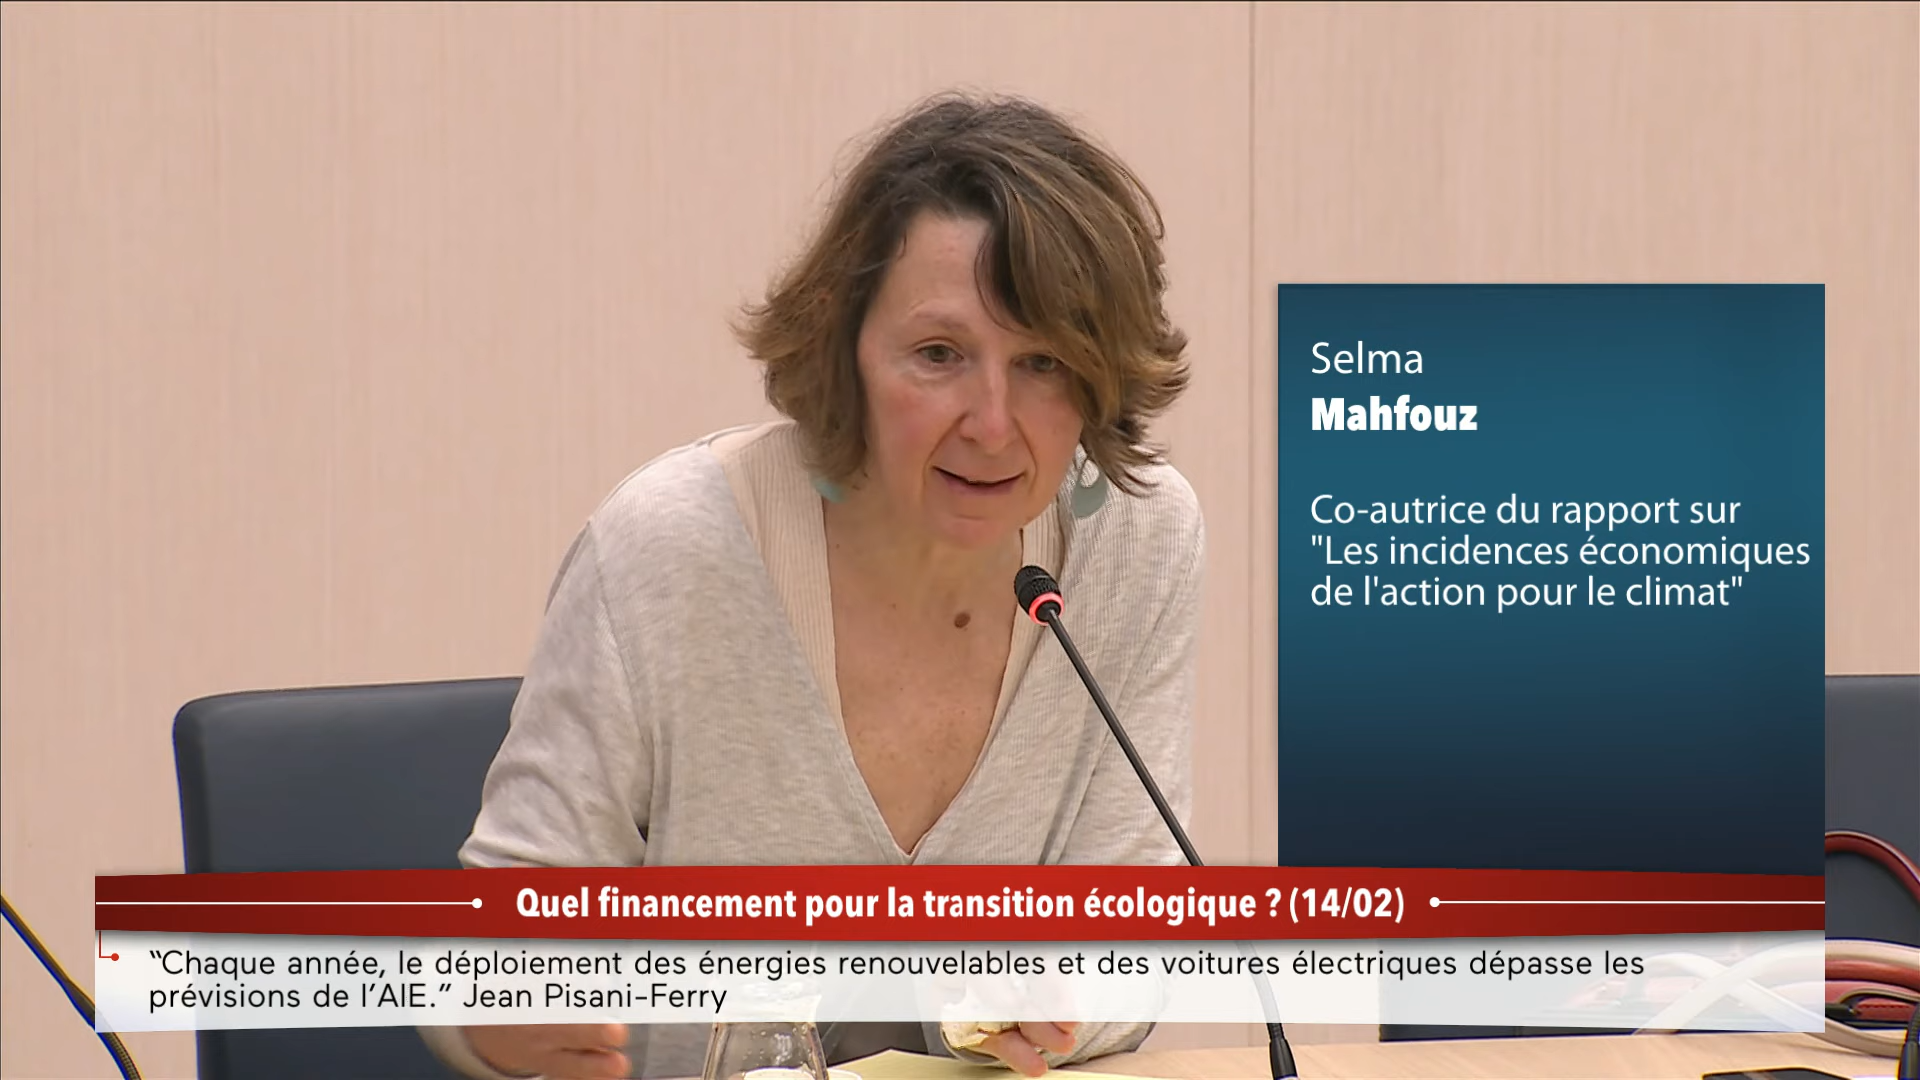 Selma
Mahfouz
Co-autrice du rapport sur
"Les incidences économiques
de l'action pour le climat"
Quel financement pour la transition écologique ? (14/02)
“Chaque année, le déploiement des énergies renouvelables et des voitures électriques dépasse les
prévisions de l’AIE.” Jean Pisani-Ferry